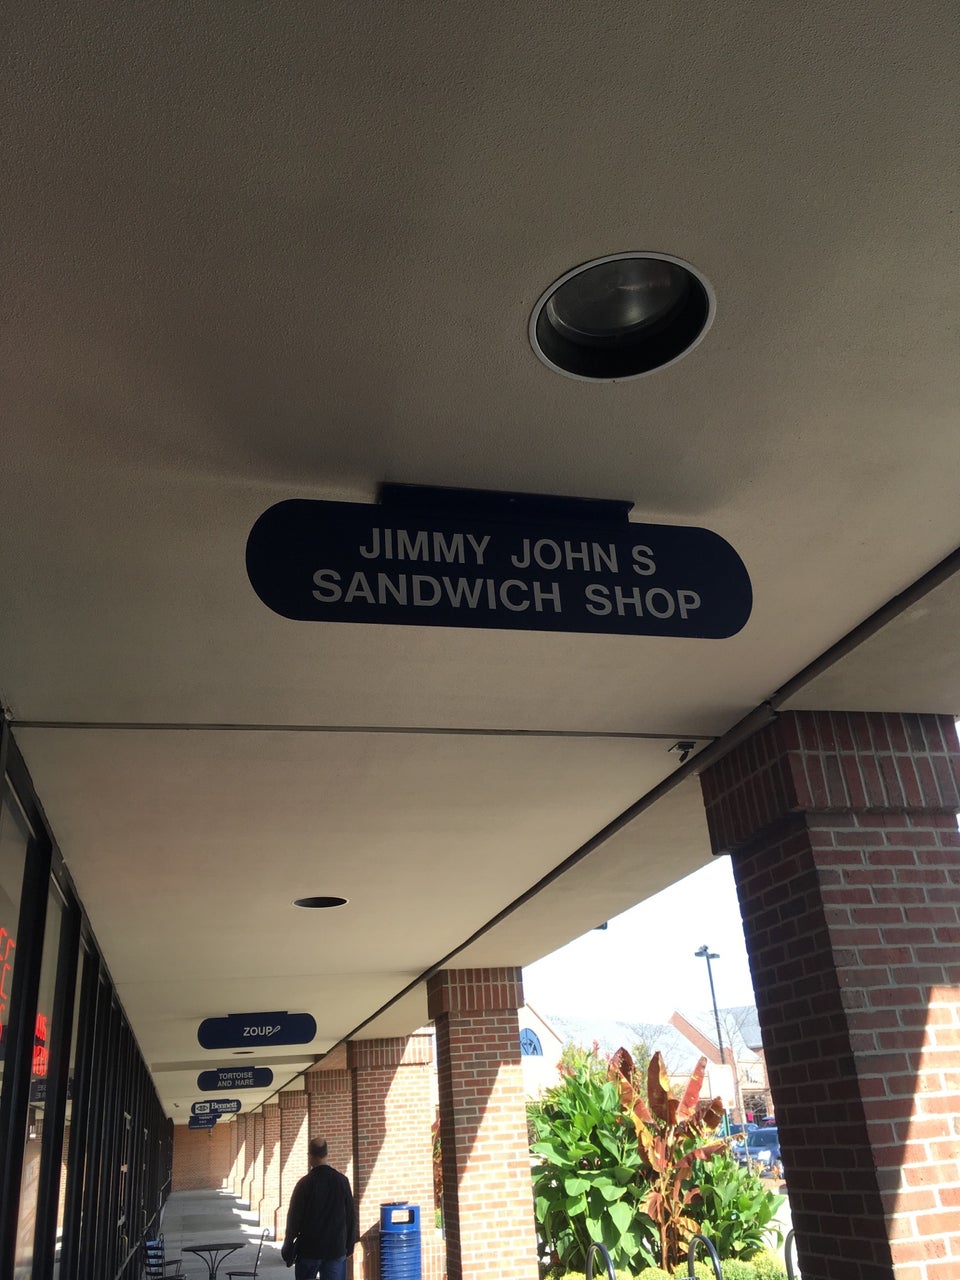 JIMMY JOHN S
SANDWICH SHOP
ZOUP
TORTOISE
AND HARE
Bennett